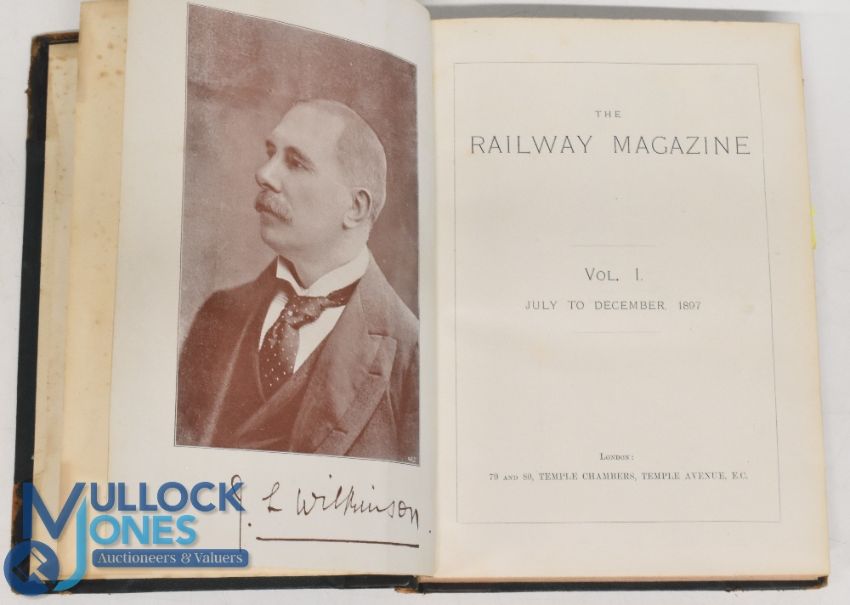 J. L. Wilkinson.
MULLOCK
JONES
Auctioneers & Valuers
THE
RAILWAY MAGAZINE
VOL. I.
JULY TO DECEMBER, 1897
LONDON:
79 AND 80, TEMPLE CHAMBERS, TEMPLE AVENUE, E.C.